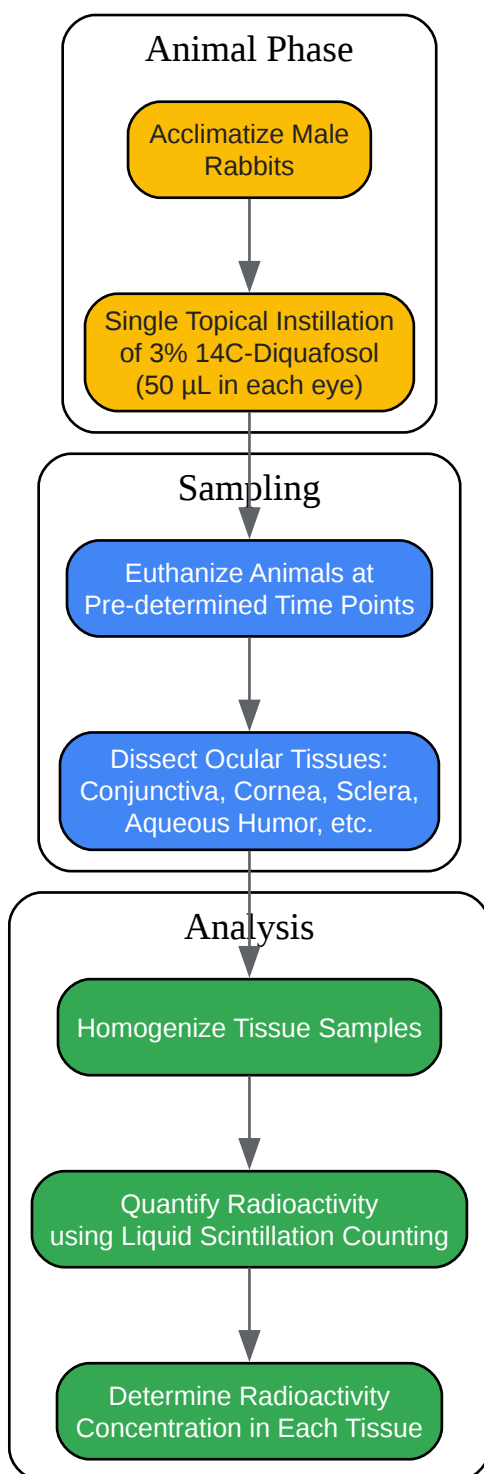 Animal Phase
Acclimatize Male
Rabbits
Single Topical Instillation
of 3% 14C-Diquafosol
(50 µL in each eye)
Sampling
Euthanize Animals at
Pre-determined Time Points
Dissect Ocular Tissues:
Conjunctiva, Cornea, Sclera,
Aqueous Humor, etc.
Analysis
Homogenize Tissue Samples
Quantify Radioactivity
using Liquid Scintillation Counting
Determine Radioactivity
Concentration in Each Tissue